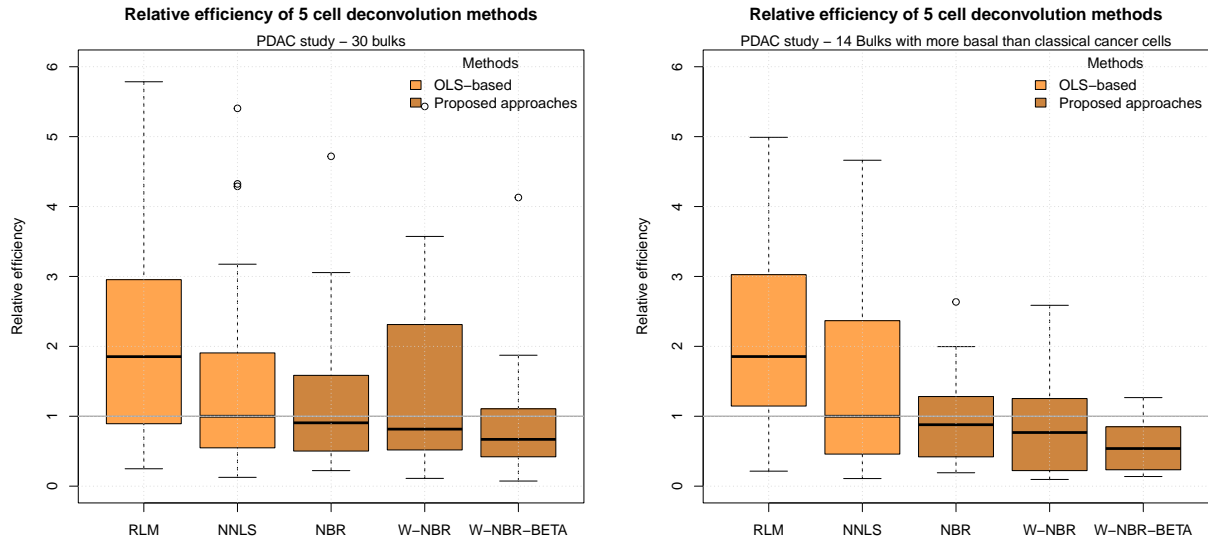 Relative efficiency of 5 cell deconvolution methods
PDAC study − 30 bulks
Methods
OLS−based
Proposed approaches
Relative efficiency
6
5
4
3
2
1
0
RLM NNLS NBR W−NBR W−NBR−BETA
Relative efficiency of 5 cell deconvolution methods
PDAC study − 14 Bulks with more basal than classical cancer cells
Methods
OLS−based
Proposed approaches
Relative efficiency
6
5
4
3
2
1
0
RLM NNLS NBR W−NBR W−NBR−BETA